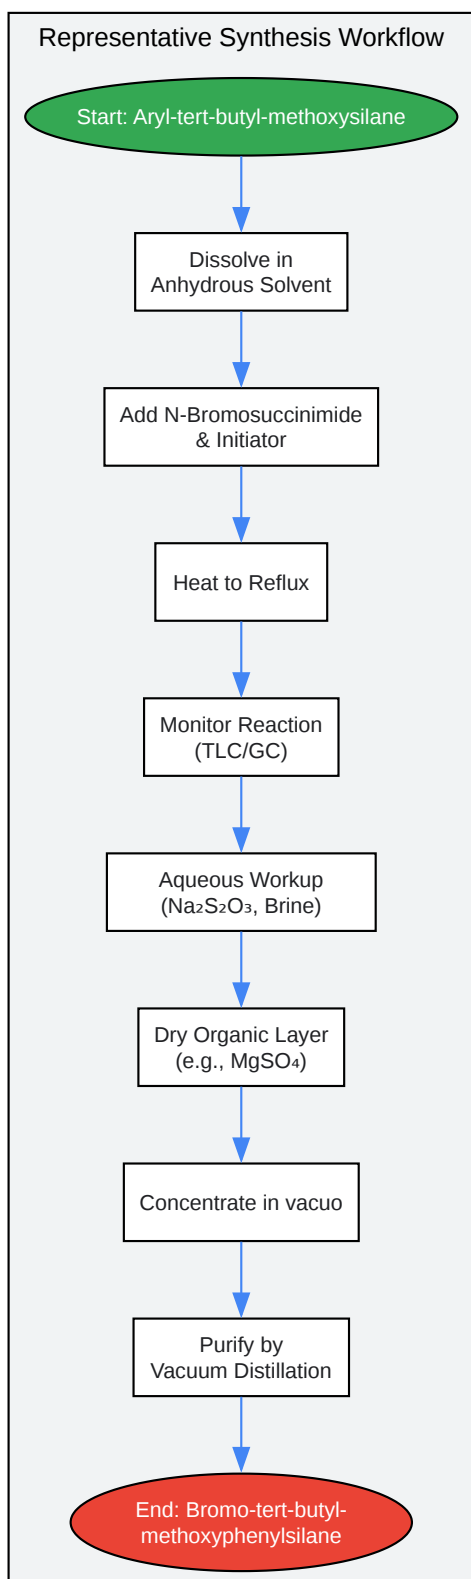 Representative Synthesis Workflow
Start: Aryl-tert-butyl-methoxysilane
Dissolve in
Anhydrous Solvent
Add N-Bromosuccinimide
& Initiator
Heat to Reflux
Monitor Reaction
(TLC/GC)
Aqueous Workup
(Na₂S₂O₃, Brine)
Dry Organic Layer
(e.g., MgSO₄)
Concentrate in vacuo
Purify by
Vacuum Distillation
End: Bromo-tert-butyl-
methoxyphenylsilane